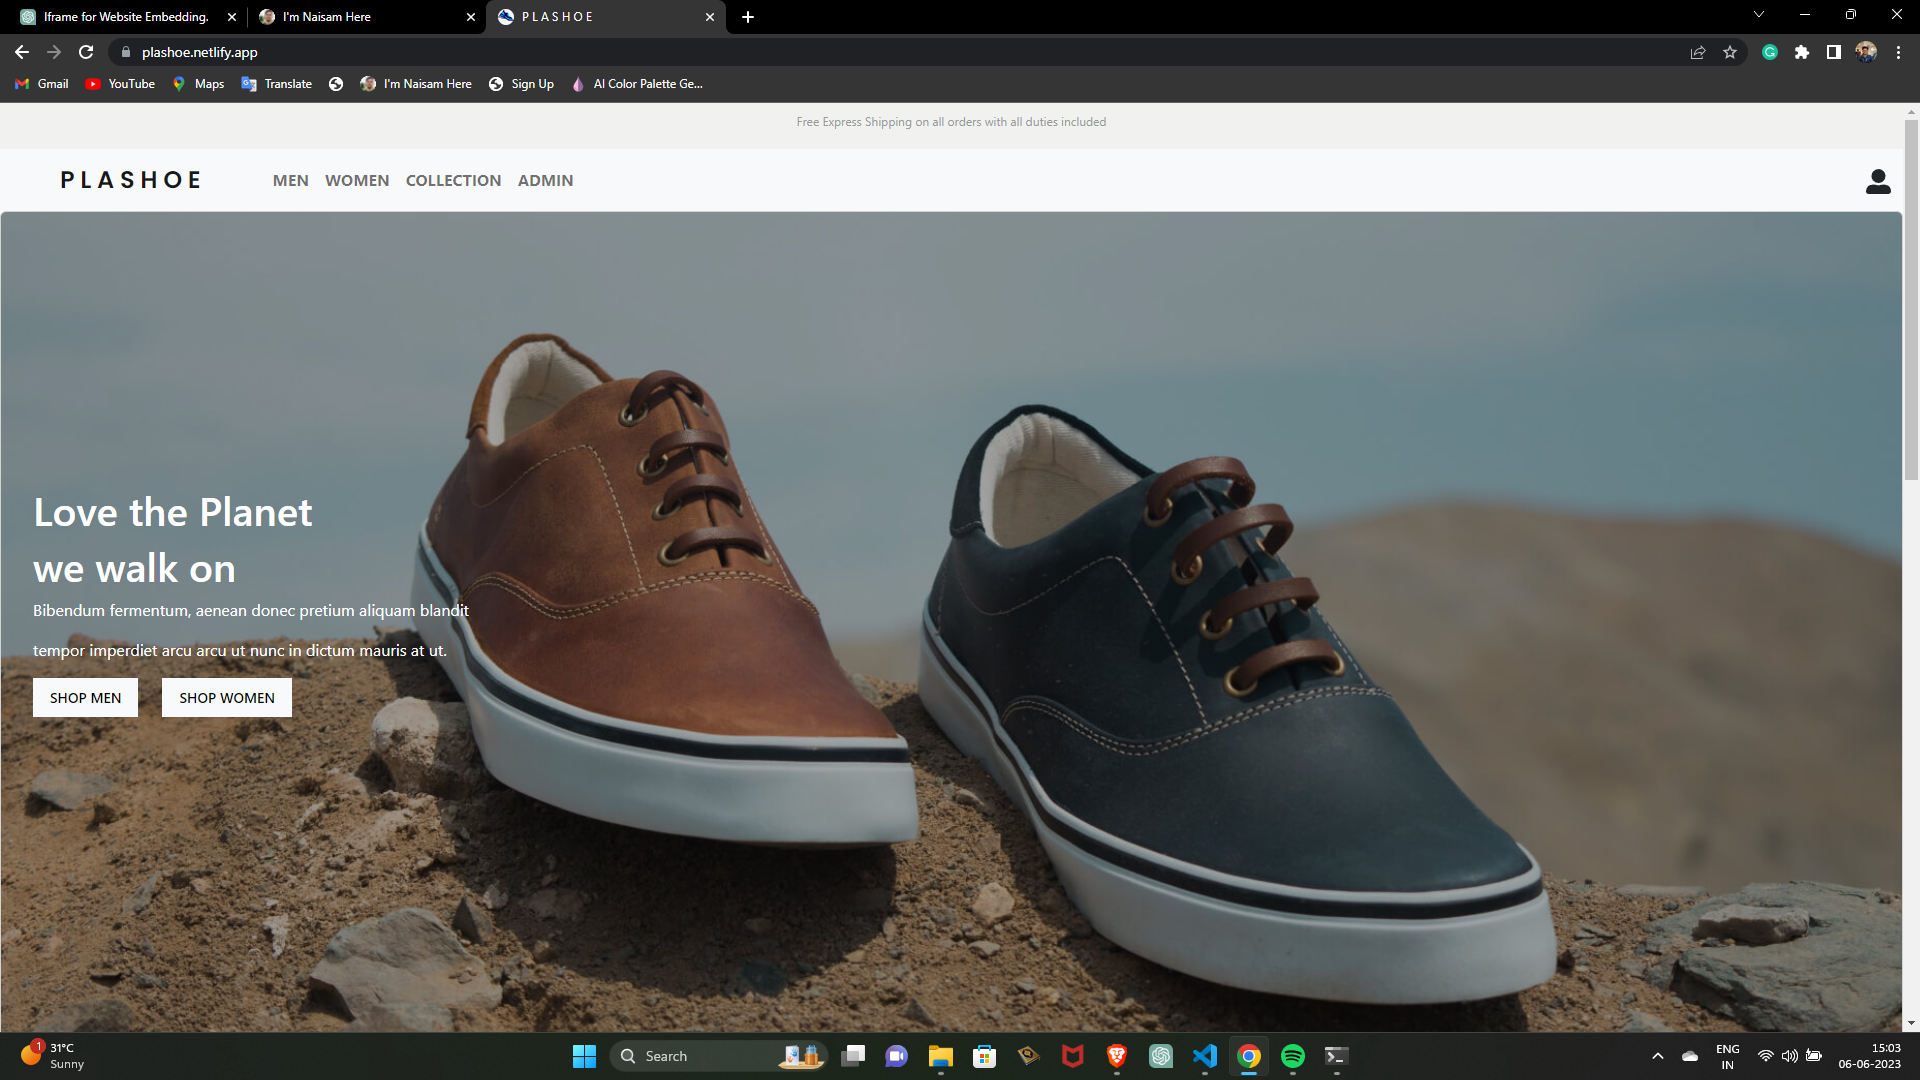 Iframe for Website Embedding.
I'm Naisam Here
P L A S H O E
plashoe.netlify.app
Gmail
YouTube
Maps
Translate
I'm Naisam Here
Sign Up
AI Color Palette Ge...
Free Express Shipping on all orders with all duties included
PLASHOE
MEN
WOMEN
COLLECTION
ADMIN
Love the Planet
we walk on
Bibendum fermentum, aenean donec pretium aliquam blandit
tempor imperdiet arcu arcu ut nunc in dictum mauris at ut.
SHOP MEN
SHOP WOMEN
1
31°C
Sunny
Search
ENG
IN
15:03
06-06-2023